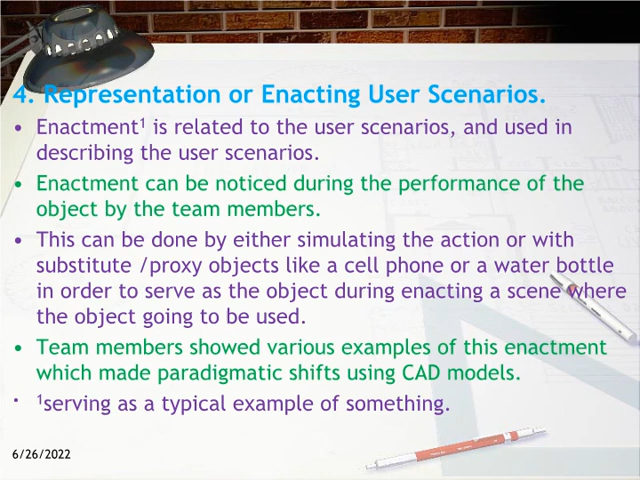 4. Representation or Enacting User Scenarios.
• Enactment¹ is related to the user scenarios, and used in
describing the user scenarios.
• Enactment can be noticed during the performance of the
object by the team members.
• This can be done by either simulating the action or with
substitute /proxy objects like a cell phone or a water bottle
in order to serve as the object during enacting a scene where
the object going to be used.
• Team members showed various examples of this enactment
which made paradigmatic shifts using CAD models.
• ¹serving as a typical example of something.
6/26/2022